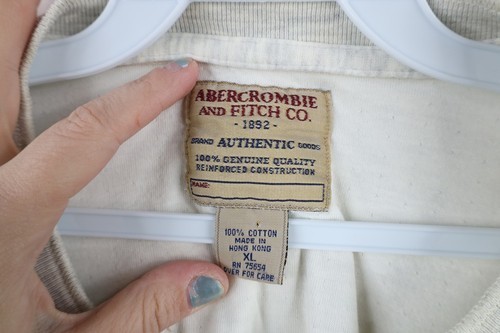 ABERCROMBIE
AND FITCH CO.
- 1892 -
BRAND AUTHENTIC GOODS
100% GENUINE QUALITY
REINFORCED CONSTRUCTION
NAME:
100% COTTON
MADE IN
HONG KONG
XL
RN 75654
OVER FOR CARE